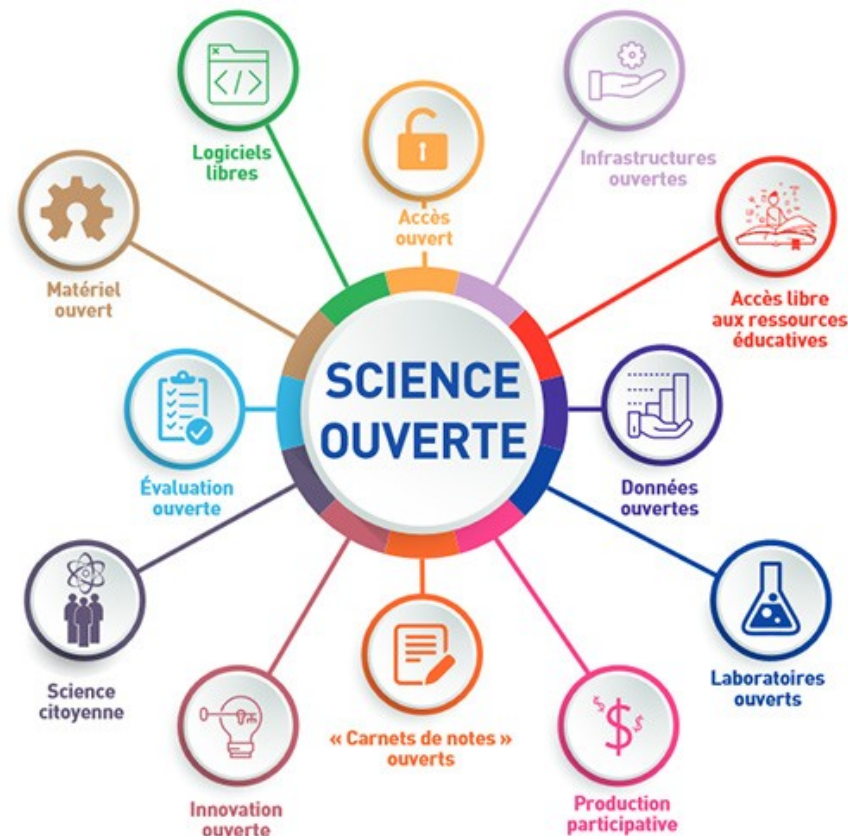 Logiciels
libres
Accès
ouvert
Infrastructures
ouvertes
Matériel
ouvert
Accès libre
aux ressources
éducatives
SCIENCE
OUVERTE
Évaluation
ouverte
Données
ouvertes
Science
citoyenne
Laboratoires
ouverts
« Carnets de notes »
ouverts
Innovation
ouverte
Production
participative